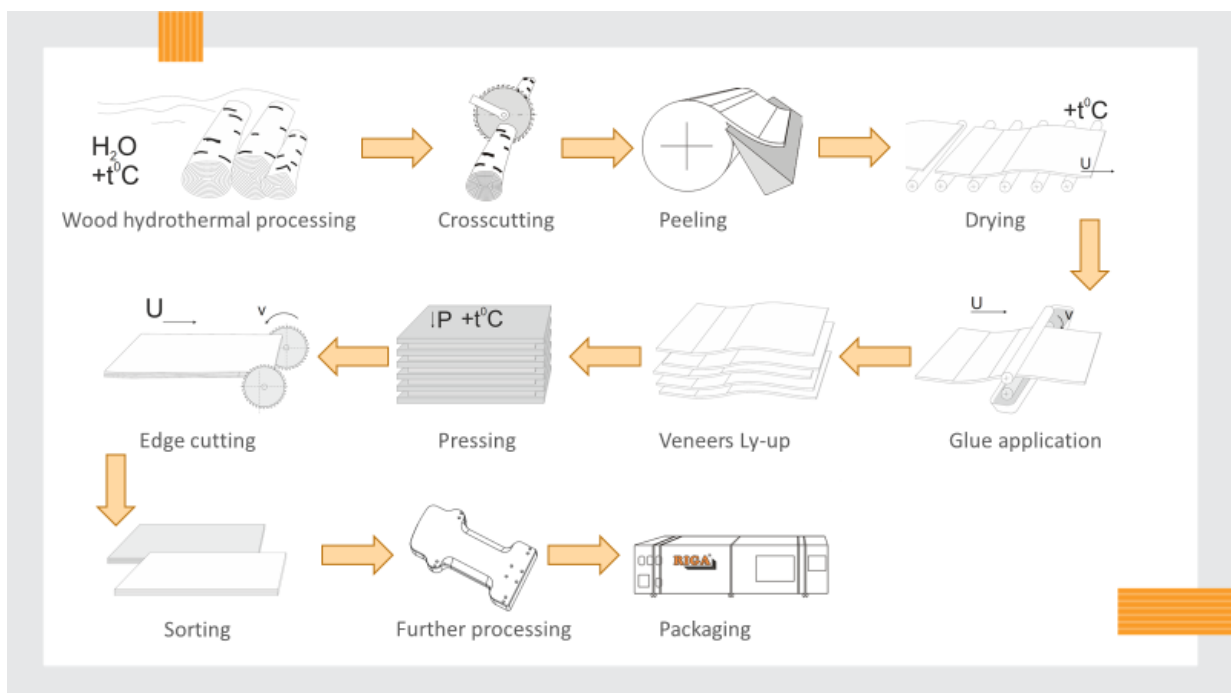 H₂O
+t⁰C
Wood hydrothermal processing
Crosscutting
Peeling
+t⁰C
U
Drying
U
v
Edge cutting
↓P +t⁰C
Pressing
Veneers Ly-up
U
v
Glue application
Sorting
Further processing
RIGA
Packaging